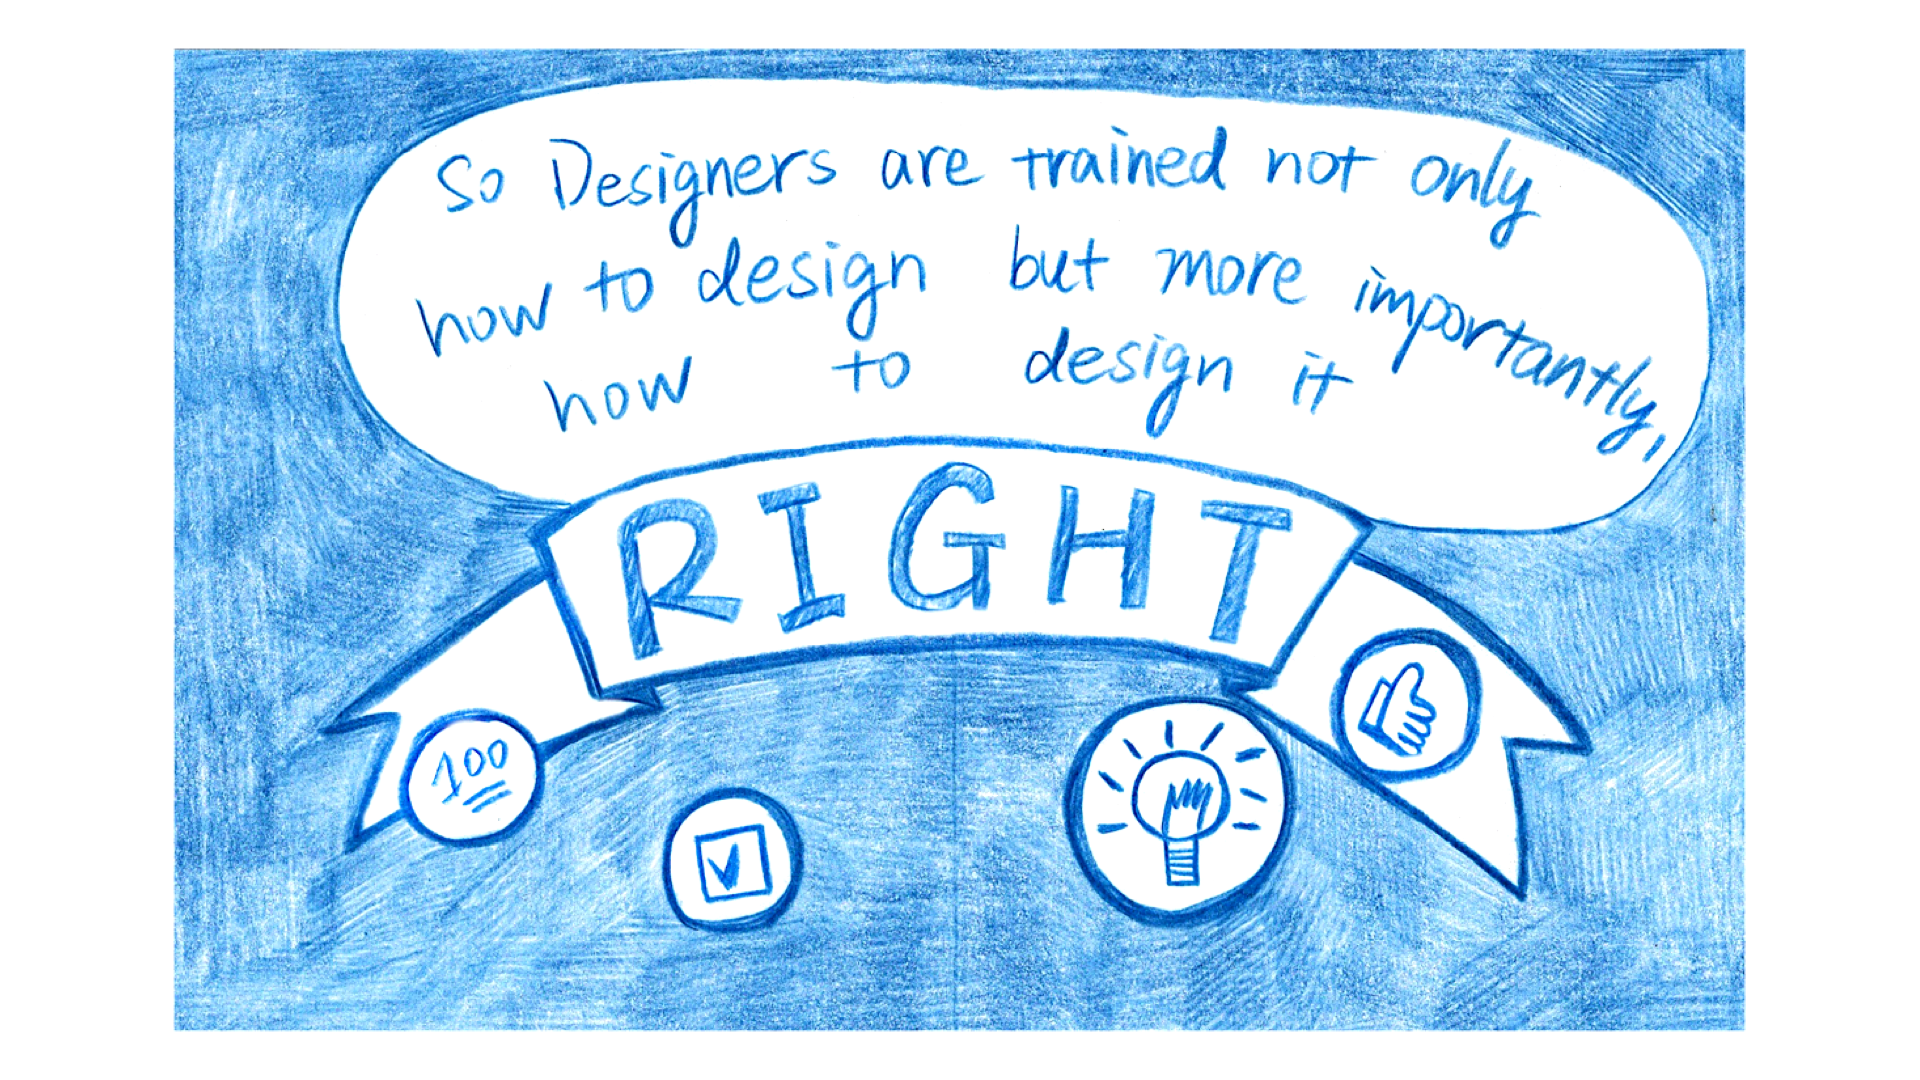 So Designers are trained not only
how to design but more importantly,
how to design it
RIGHT
100